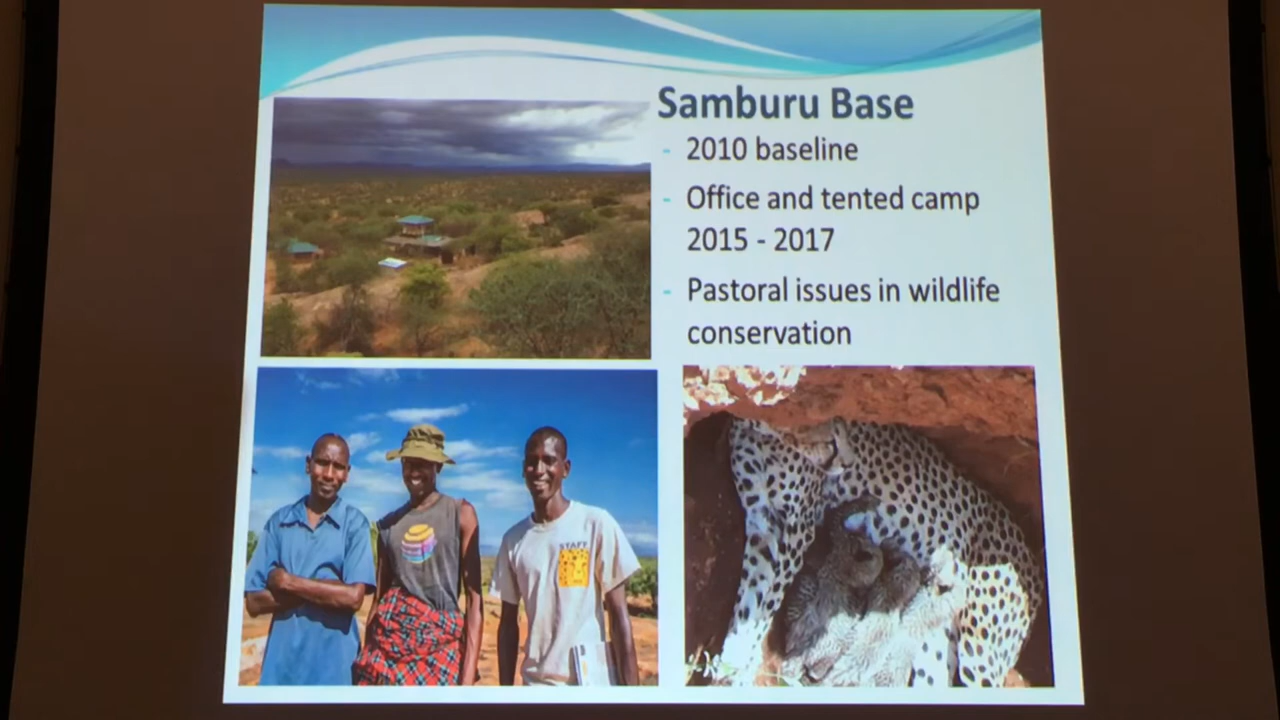 Samburu Base
- 2010 baseline
- Office and tented camp
2015 - 2017
- Pastoral issues in wildlife
conservation
STAFF